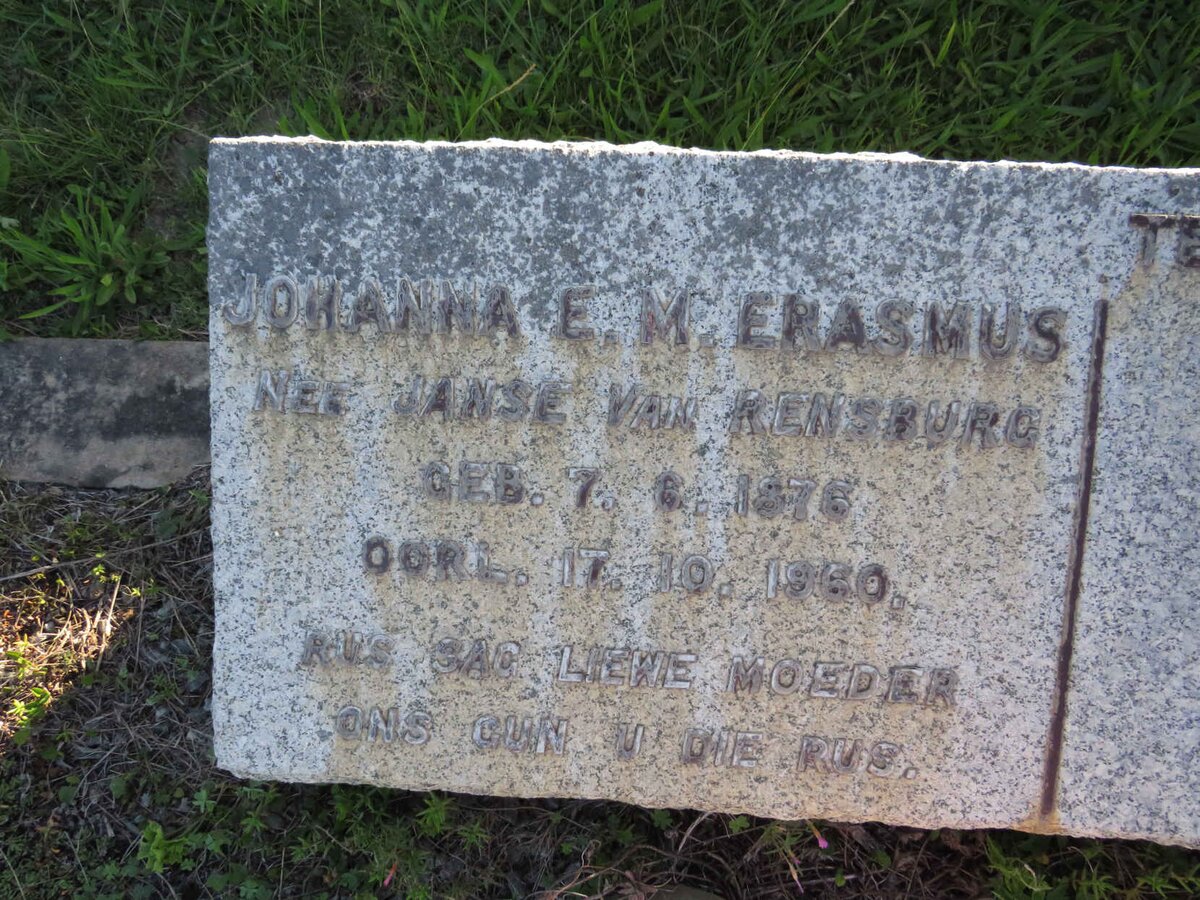 JOHANNA E. M. ERASMUS
NEE JANSE VAN RENSBURG
GEB. 7. 6. 1876
OORL. 17. 10. 1960.
RUS SAG LIEWE MOEDER
ONS GUN U DIE RUS.
TE